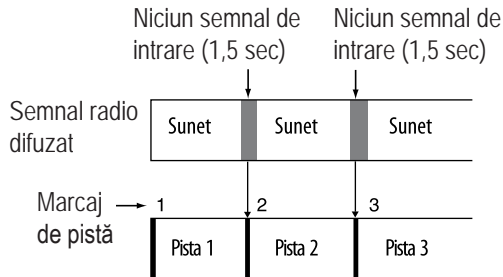 Niciun semnal de
intrare (1,5 sec)
Niciun semnal de
intrare (1,5 sec)
Semnal radio
difuzat
Sunet
Sunet
Sunet
Marcaj
de pistă
1
2
3
Pista 1
Pista 2
Pista 3